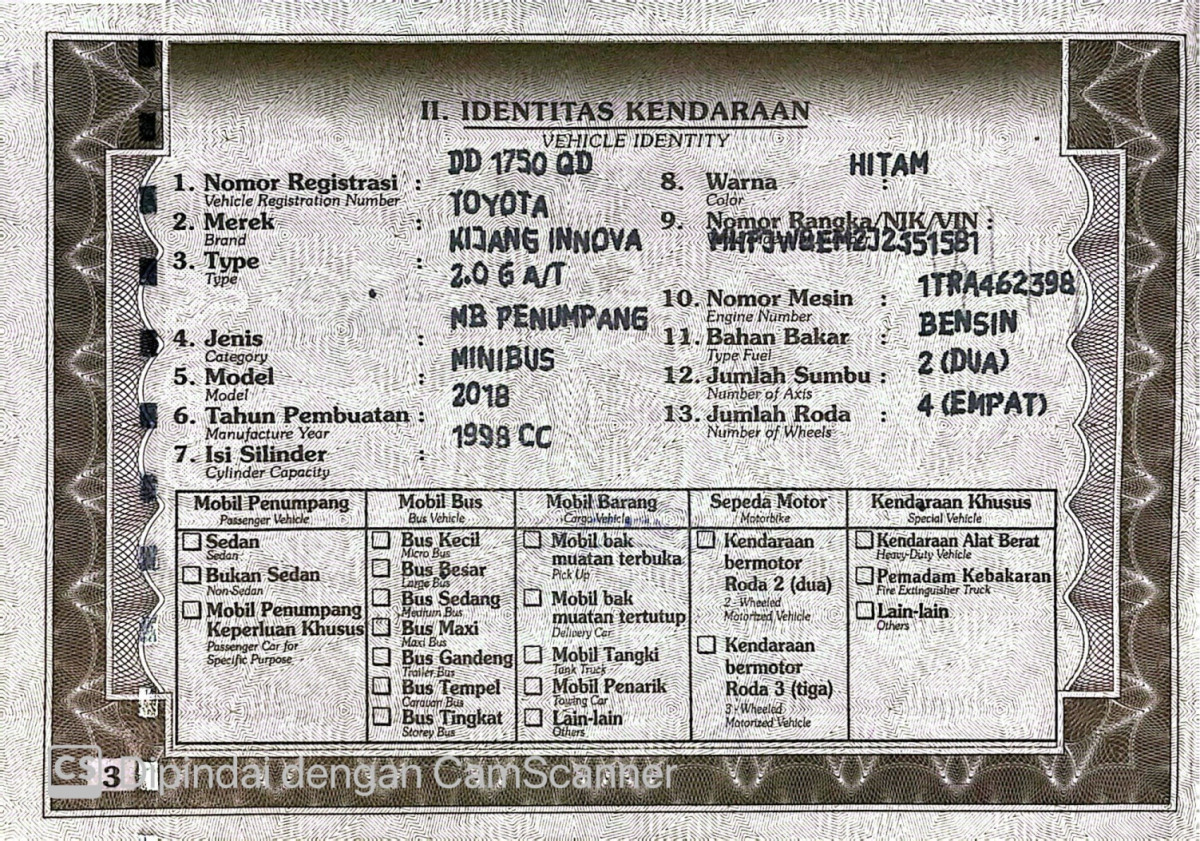 II. IDENTITAS KENDARAAN
VEHICLE IDENTITY
1. Nomor Registrasi : DD 1750 QD
Vehicle Registration Number
2. Merek : TOYOTA
Brand
3. Type : KIJANG INNOVA
Type
2.0 G A/T
4. Jenis : MB PENUMPANG
Category
5. Model : MINIBUS
Model
6. Tahun Pembuatan : 2018
Manufacture Year
7. Isi Silinder : 1998 CC
Cylinder Capacity
8. Warna : HITAM
Color
9. Nomor Rangka/NIK/VIN :
10. Nomor Mesin : 1TRA462398
Engine Number
11. Bahan Bakar : BENSIN
Type Fuel
12. Jumlah Sumbu : 2 (DUA)
Number of Axis
13. Jumlah Roda : 4 (EMPAT)
Number of Wheels
Mobil Penumpang
Passenger Vehicle
Sedan
Sedan
Bukan Sedan
Non-Sedan
Mobil Penumpang
Keperluan Khusus
Passenger Car for
Specific Purpose
Mobil Bus
Bus Vehicle
Bus Kecil
Micro Bus
Bus Besar
Large Bus
Bus Sedang
Medium Bus
Bus Maxi
Maxi Bus
Bus Gandeng
Trailer Bus
Bus Tempel
Caravan Bus
Bus Tingkat
Storey Bus
Mobil Barang
Cargo Vehicle
Mobil bak
muatan terbuka
Pick Up
Mobil bak
muatan tertutup
Delivery Car
Mobil Tangki
Tank Truck
Mobil Penarik
Towing Car
Lain-lain
Others
Sepeda Motor
Motorbike
Kendaraan
bermotor
Roda 2 (dua)
2 - Wheeled
Motorized Vehicle
Kendaraan
bermotor
Roda 3 (tiga)
3 - Wheeled
Motorized Vehicle
Kendaraan Khusus
Special Vehicle
Kendaraan Alat Berat
Heavy-Duty Vehicle
Pemadam Kebakaran
Fire Extinguisher Truck
Lain-lain
Others
3
CS Dipindai dengan CamScanner